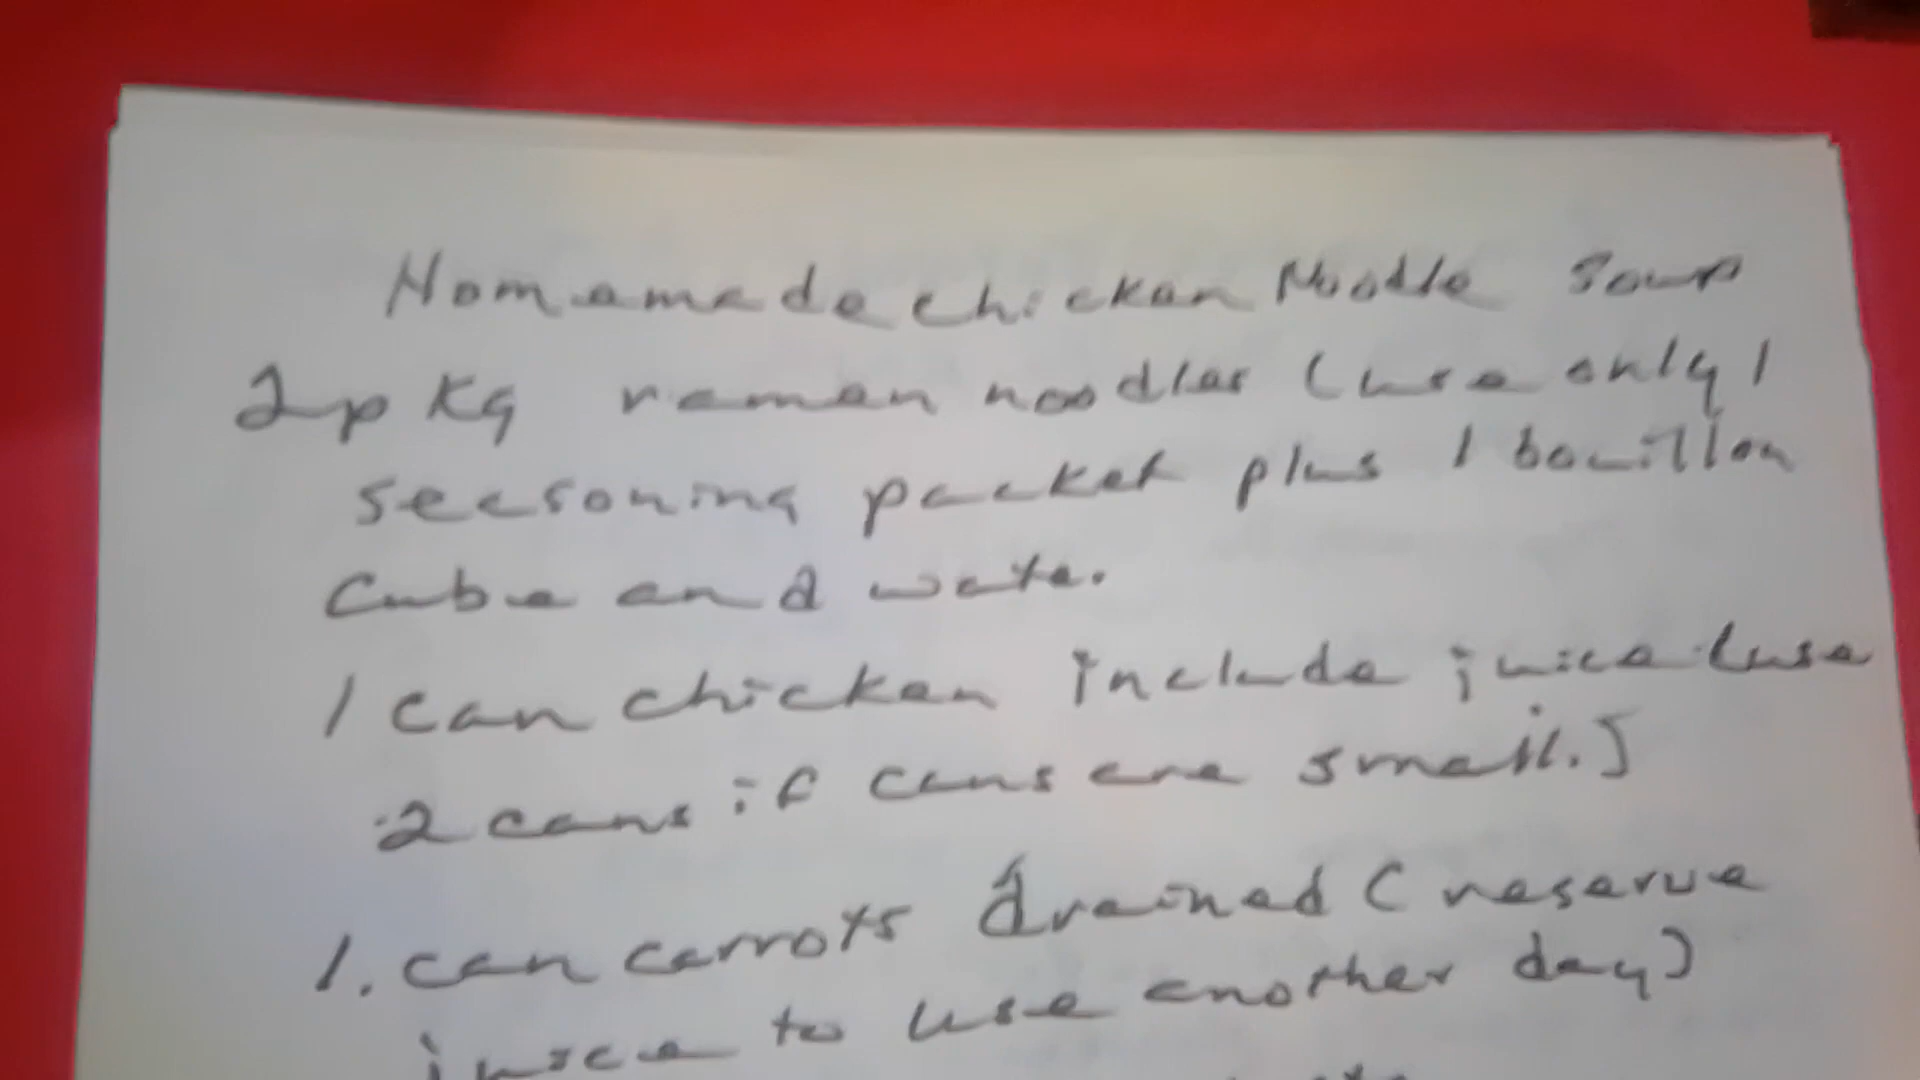 Homemade chicken Noodle Soup
2 pkg ramen noodles (use only 1
seasoning packet plus 1 bouillon
Cube and wate.
1 can chicken include juice (use
2 cans if cans are small.)
1. can carrots drained (reserve
juice to use another day)